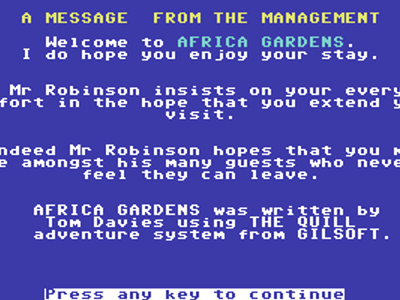 A MESSAGE FROM THE MANAGEMENT
Welcome to AFRICA GARDENS.
I do hope you enjoy your stay.
Mr Robinson insists on your every
fort in the hope that you extend y
visit.
ndeed Mr Robinson hopes that you m
e amongst his many guests who neve
feel they can leave.
AFRICA GARDENS was written by
Tom Davies using THE QUILL
adventure system from GILSOFT.
Press any key to continue